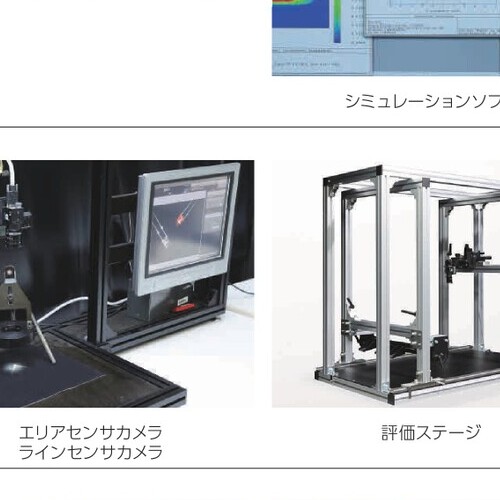 シミュレーションソフ
エリアセンサカメラ
ラインセンサカメラ
評価ステージ